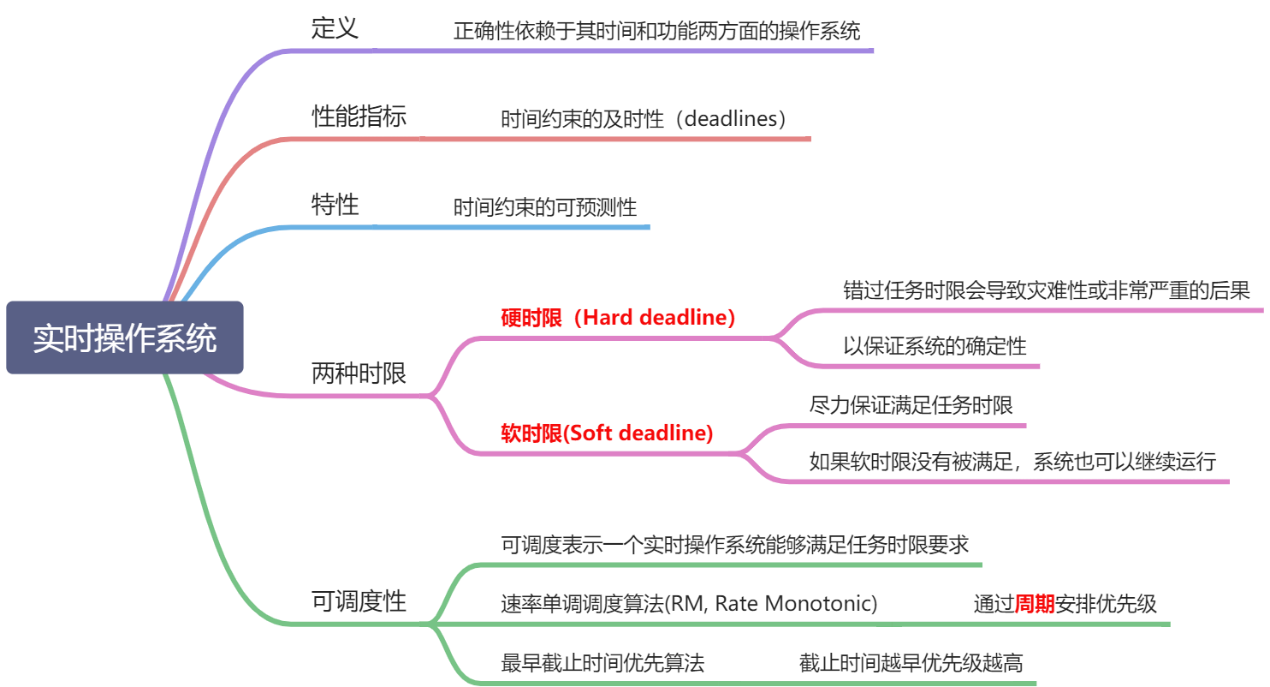 实时操作系统
定义
正确性依赖于其时间和功能两方面的操作系统
性能指标
时间约束的及时性（deadlines）
特性
时间约束的可预测性
两种时限
硬时限（Hard deadline）
错过任务时限会导致灾难性或非常严重的后果
以保证系统的确定性
软时限(Soft deadline)
尽力保证满足任务时限
如果软时限没有被满足，系统也可以继续运行
可调度性
可调度表示一个实时操作系统能够满足任务时限要求
速率单调调度算法(RM, Rate Monotonic)
通过周期安排优先级
最早截止时间优先算法
截止时间越早优先级越高